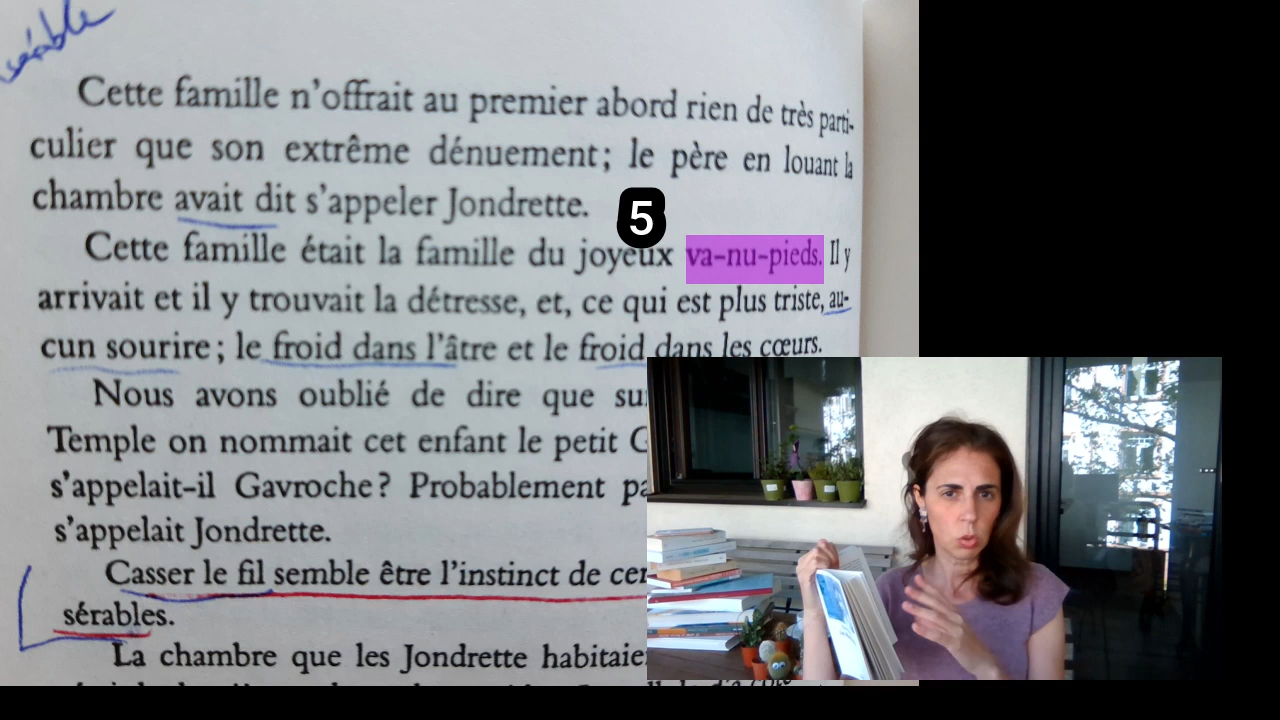 sérable
Cette famille n'offrait au premier abord rien de très parti-
culier que son extrême dénuement; le père en louant la
chambre avait dit s'appeler Jondrette.
5
Cette famille était la famille du joyeux va-nu-pieds. Il y
arrivait et il y trouvait la détresse, et, ce qui est plus triste, au-
cun sourire; le froid dans l'âtre et le froid dans les cœurs.
Nous avons oublié de dire que
Temple on nommait cet enfant le petit
s'appelait-il Gavroche? Probablement
s'appelait Jondrette.
Casser le fil semble être l'instinct de
sérables.
La chambre que les Jondrette